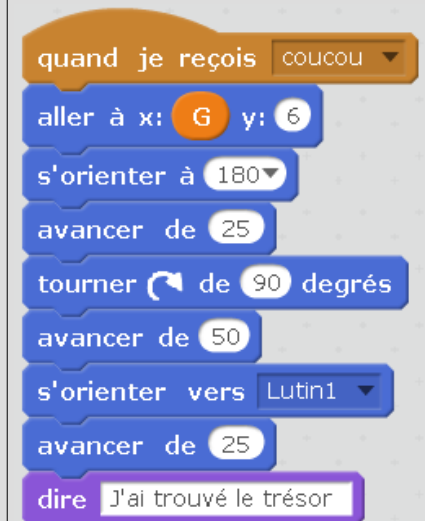 quand je reçois coucou
aller à x: G y: 6
s'orienter à 180
avancer de 25
tourner de 90 degrés
avancer de 50
s'orienter vers Lutin1
avancer de 25
dire J'ai trouvé le trésor